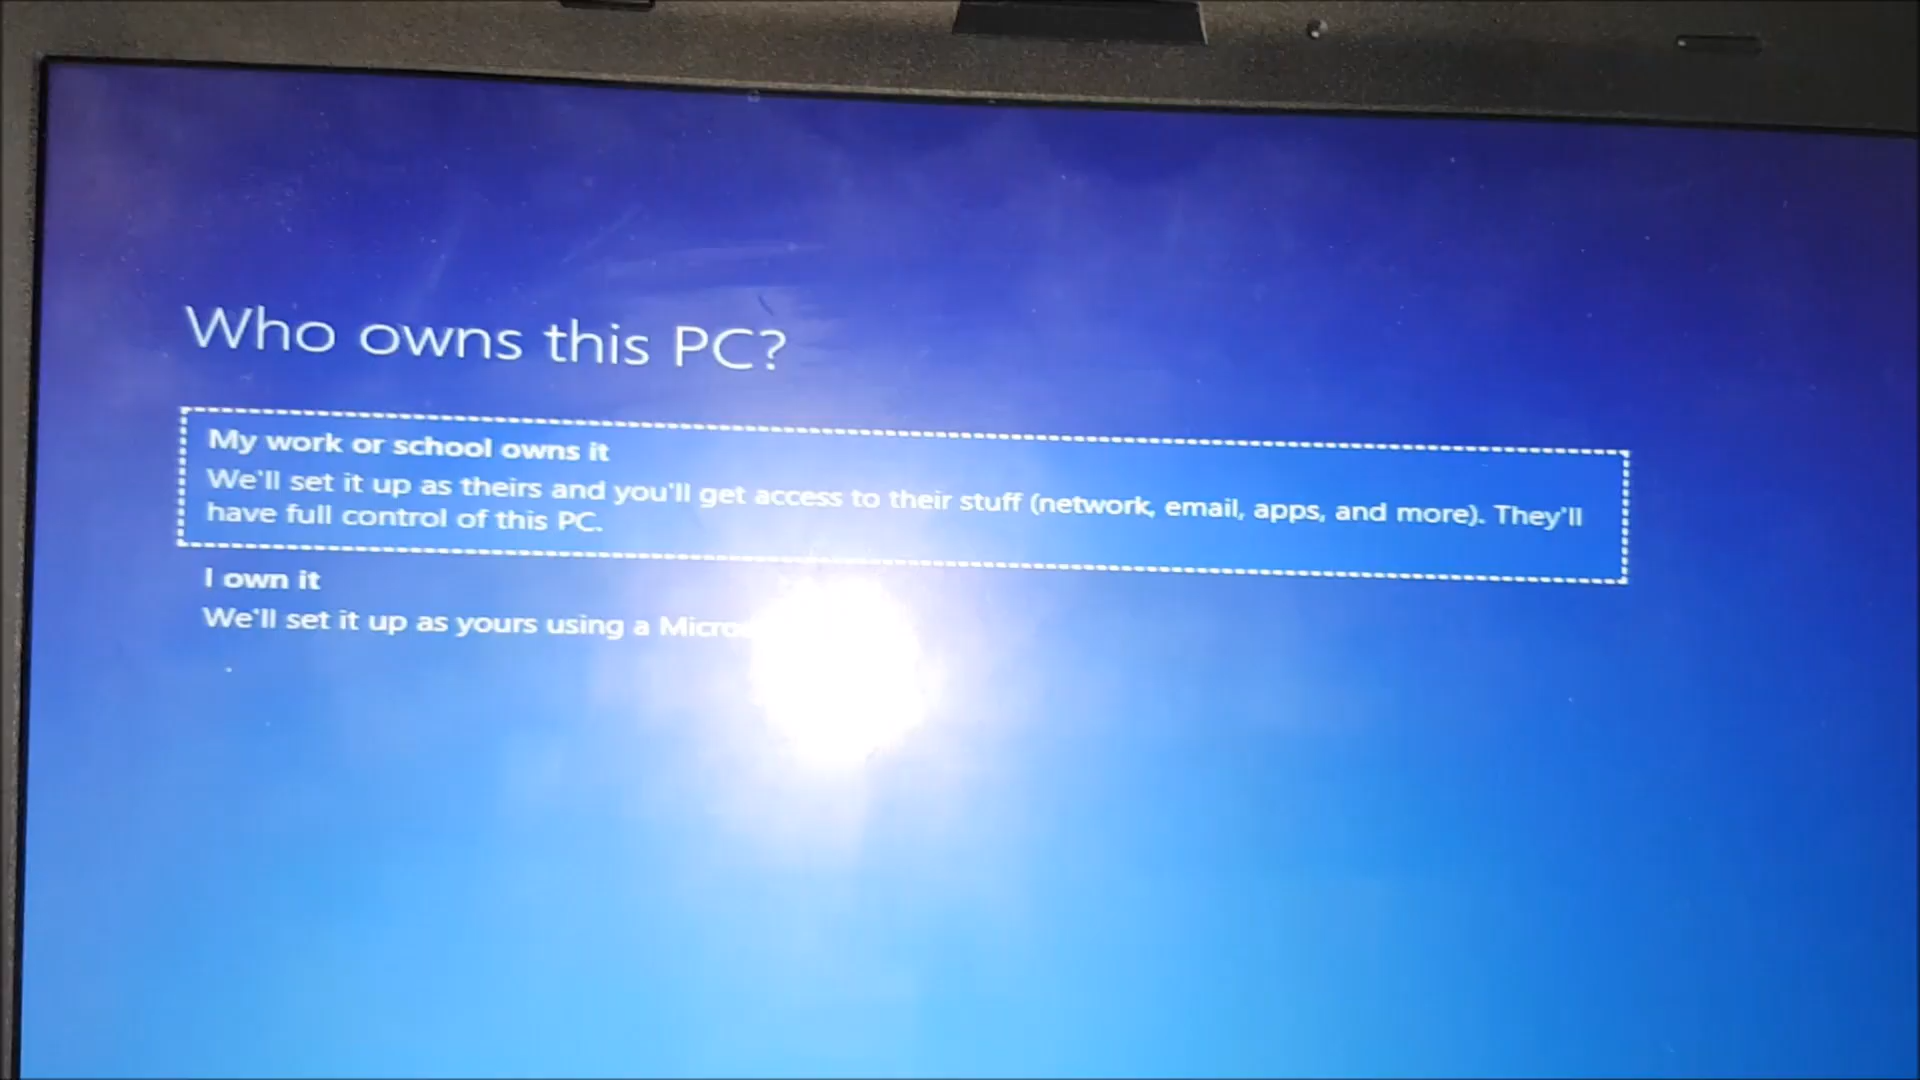 Who owns this PC?
My work or school owns it
We'll set it up as theirs and you'll get access to their stuff (network, email, apps, and more). They'll
have full control of this PC.
I own it
We'll set it up as yours using a